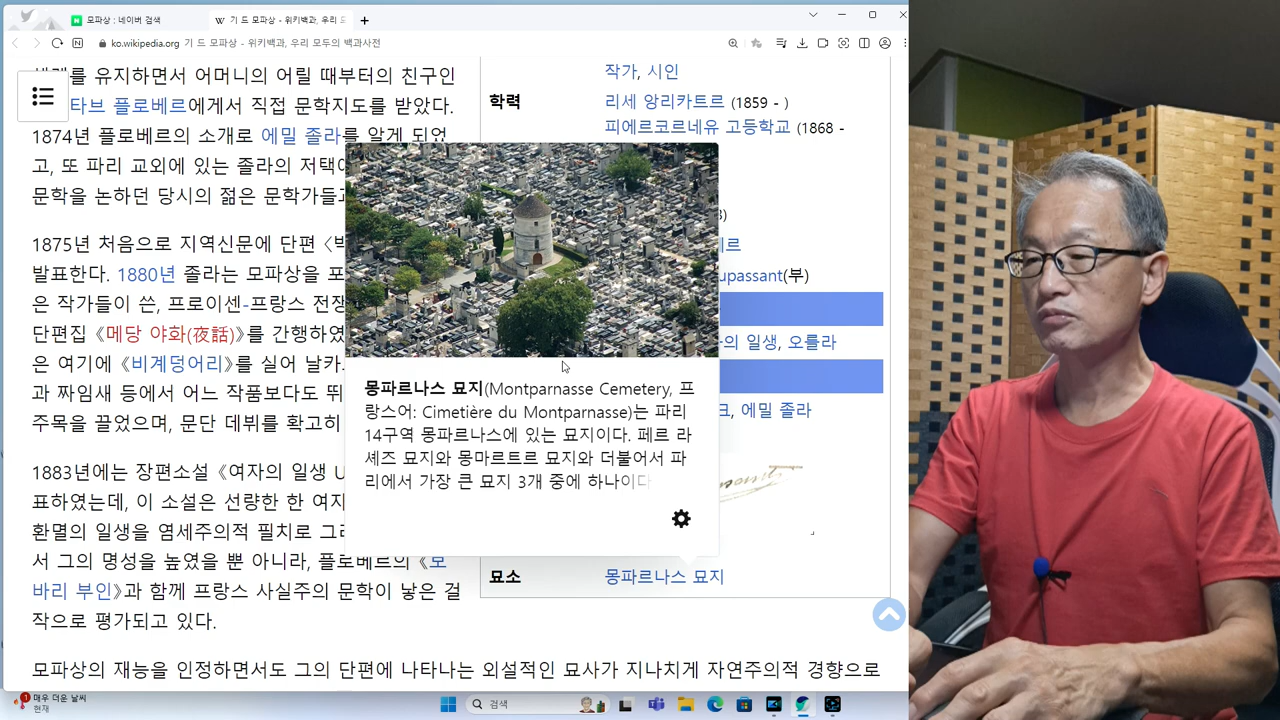 모파상 : 네이버 검색
기 드 모파상 - 위키백과, 우리 모
ko.wikipedia.org 기 드 모파상 - 위키백과, 우리 모두의 백과사전
를 유지하면서 어머니의 어릴 때부터의 친구인
타브 플로베르에게서 직접 문학지도를 받았다.
1874년 플로베르의 소개로 에밀 졸라를 알게 되었
고, 또 파리 교외에 있는 졸라의 저택에
문학을 논하던 당시의 젊은 문학가들과
1875년 처음으로 지역신문에 단편
발표한다. 1880년 졸라는 모파상을 포
은 작가들이 쓴, 프로이센-프랑스 전쟁
단편집 《메당 야화(夜話)》를 간행하였
은 여기에 《비계덩어리》를 실어 날카
과 짜임새 등에서 어느 작품보다도 뛰
주목을 끌었으며, 문단 데뷔를 확고히
1883년에는 장편소설 《여자의 일생 U
표하였는데, 이 소설은 선량한 한 여자
환멸의 일생을 염세주의적 필치로 그려
서 그의 명성을 높였을 뿐 아니라, 플로베르의 《보
바리 부인》과 함께 프랑스 사실주의 문학이 낳은 걸
작으로 평가되고 있다.
모파상의 재능을 인정하면서도 그의 단편에 나타나는 외설적인 묘사가 지나치게 자연주의적 경향으로
작가, 시인
학력
리세 앙리카트르 (1859 - )
피에르코르네유 고등학교 (1868 -
르
upassant(부)
의 일생, 오를라
크, 에밀 졸라
묘소
몽파르나스 묘지
몽파르나스 묘지(Montparnasse Cemetery, 프
랑스어: Cimetière du Montparnasse)는 파리
14구역 몽파르나스에 있는 묘지이다. 페르 라
셰즈 묘지와 몽마르트르 묘지와 더불어서 파
리에서 가장 큰 묘지 3개 중에 하나이다
1
매우 더운 날씨
현재
검색